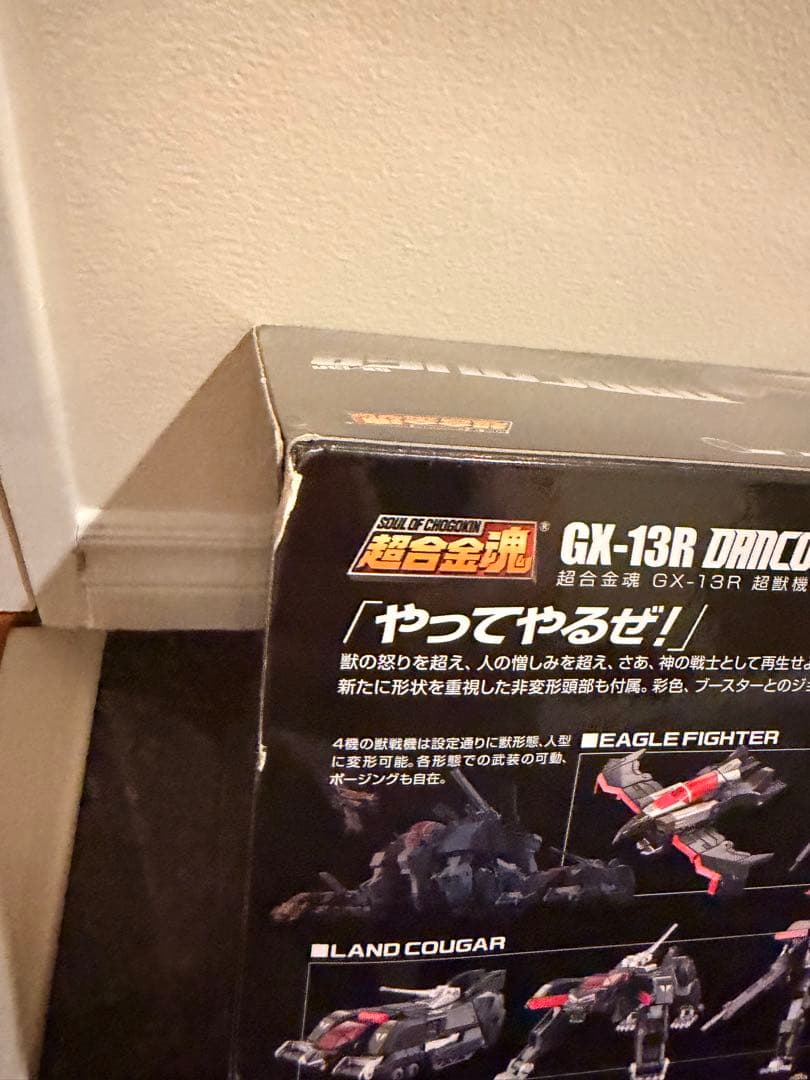 SOUL OF CHOGOKIN
超合金魂®
GX-13R DANCO
超合金魂 GX-13R 超獣機
「やってやるぜ!」
獣の怒りを超え、人の憎しみを超え、さあ、神の戦士として再生せよ
新たに形状を重視した非変形頭部も付属。彩色、ブースターとのジョ
4機の獣戦機は設定通りに獣形態、人型
に変形可能。各形態での武装の可動、
ポージングも自在。
■EAGLE FIGHTER
■LAND COUGAR